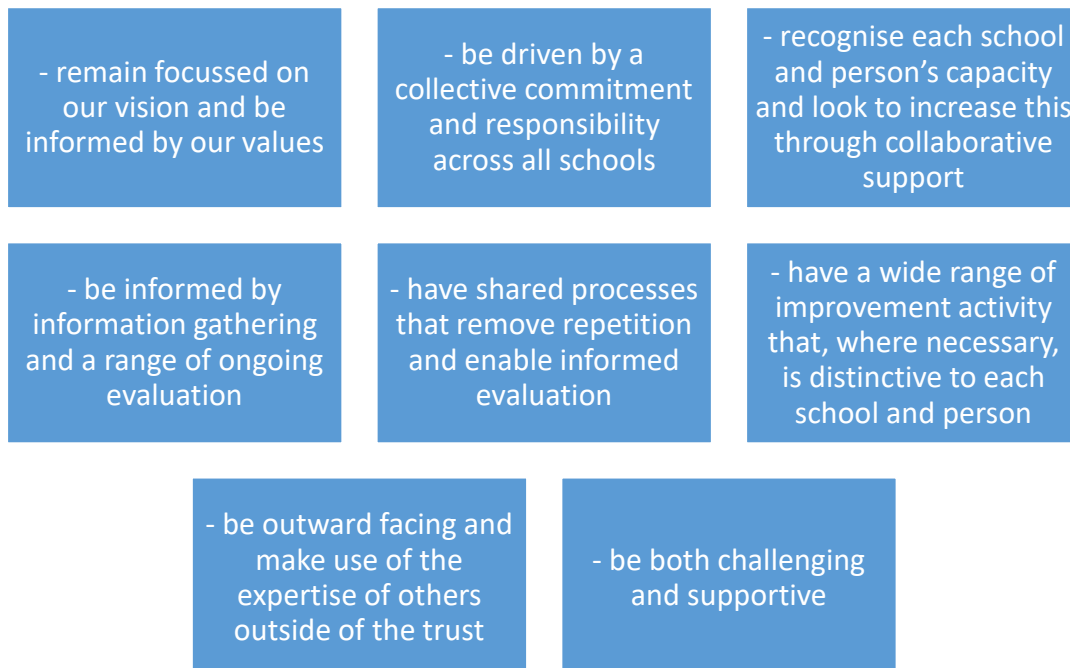 - remain focussed on
our vision and be
informed by our values
- be driven by a
collective commitment
and responsibility
across all schools
- recognise each school
and person's capacity
and look to increase this
through collaborative
support
- be informed by
information gathering
and a range of ongoing
evaluation
- have shared processes
that remove repetition
and enable informed
evaluation
- have a wide range of
improvement activity
that, where necessary,
is distinctive to each
school and person
- be outward facing and
make use of the
expertise of others
outside of the trust
- be both challenging
and supportive